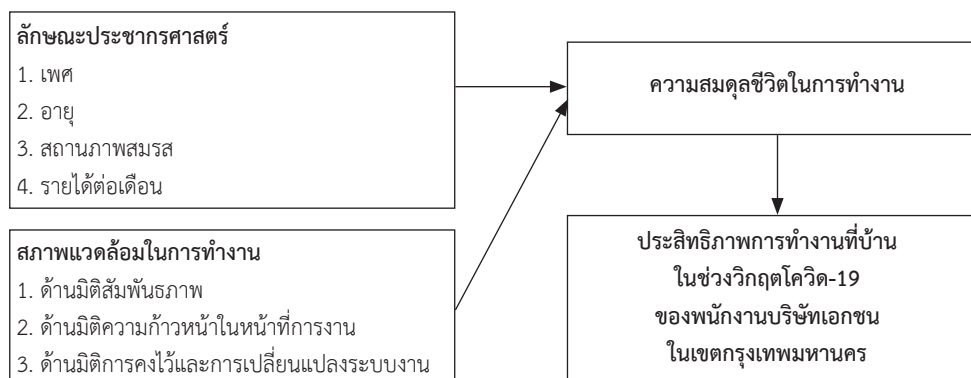 ลักษณะประชากรศาสตร์
1. เพศ
2. อายุ
3. สถานภาพสมรส
4. รายได้ต่อเดือน
สภาพแวดล้อมในการทำงาน
1. ด้านมิติสัมพันธภาพ
2. ด้านมิติความก้าวหน้าในหน้าที่การงาน
3. ด้านมิติการคงไว้และการเปลี่ยนแปลงระบบงาน
ความสมดุลชีวิตในการทำงาน
ประสิทธิภาพการทำงานที่บ้าน
ในช่วงวิกฤตโควิด-19
ของพนักงานบริษัทเอกชน
ในเขตกรุงเทพมหานคร